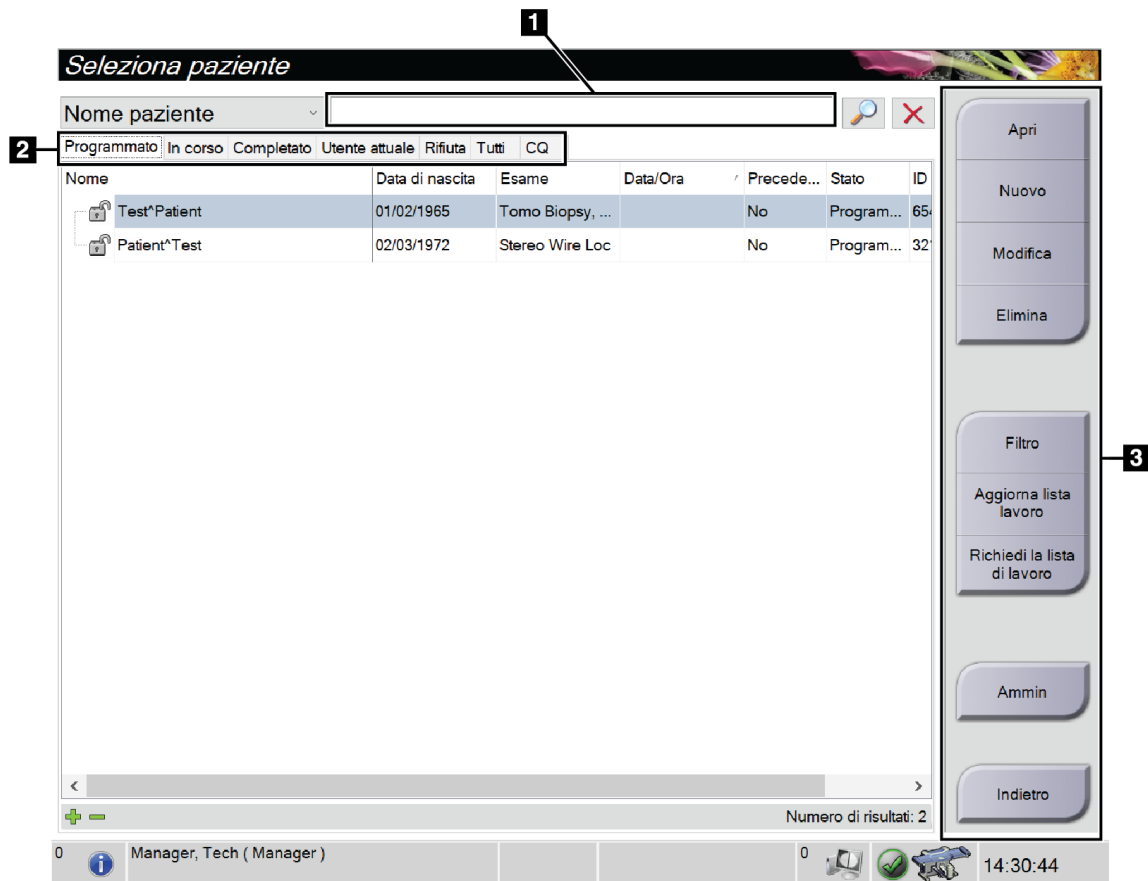 1
Seleziona paziente
Nome paziente
2
Programmato In corso Completato Utente attuale Rifiuta Tutti CQ
Nome Data di nascita Esame Data/Ora Precede... Stato ID
Test^Patient 01/02/1965 Tomo Biopsy, ... No Program... 654
Patient^Test 02/03/1972 Stereo Wire Loc No Program... 321
Numero di risultati: 2
Apri
Nuovo
Modifica
Elimina
Filtro
Aggiorna lista
lavoro
Richiedi la lista
di lavoro
Ammin
Indietro
3
0 Manager, Tech ( Manager ) 0 14:30:44